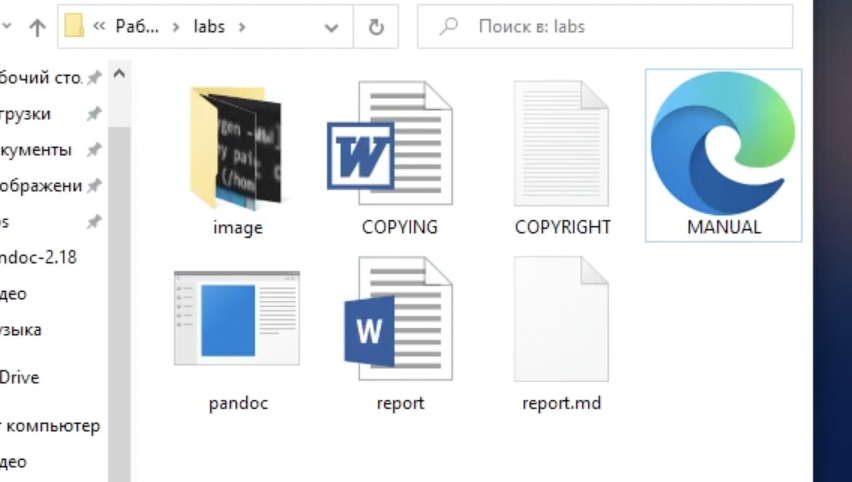 « Раб... > labs >
Поиск в: labs
бочий сто.
грузки
кументы
ображени
s
ndoc-2.18
део
узыка
Drive
т компьютер
део
image
COPYING
COPYRIGHT
MANUAL
pandoc
report
report.md